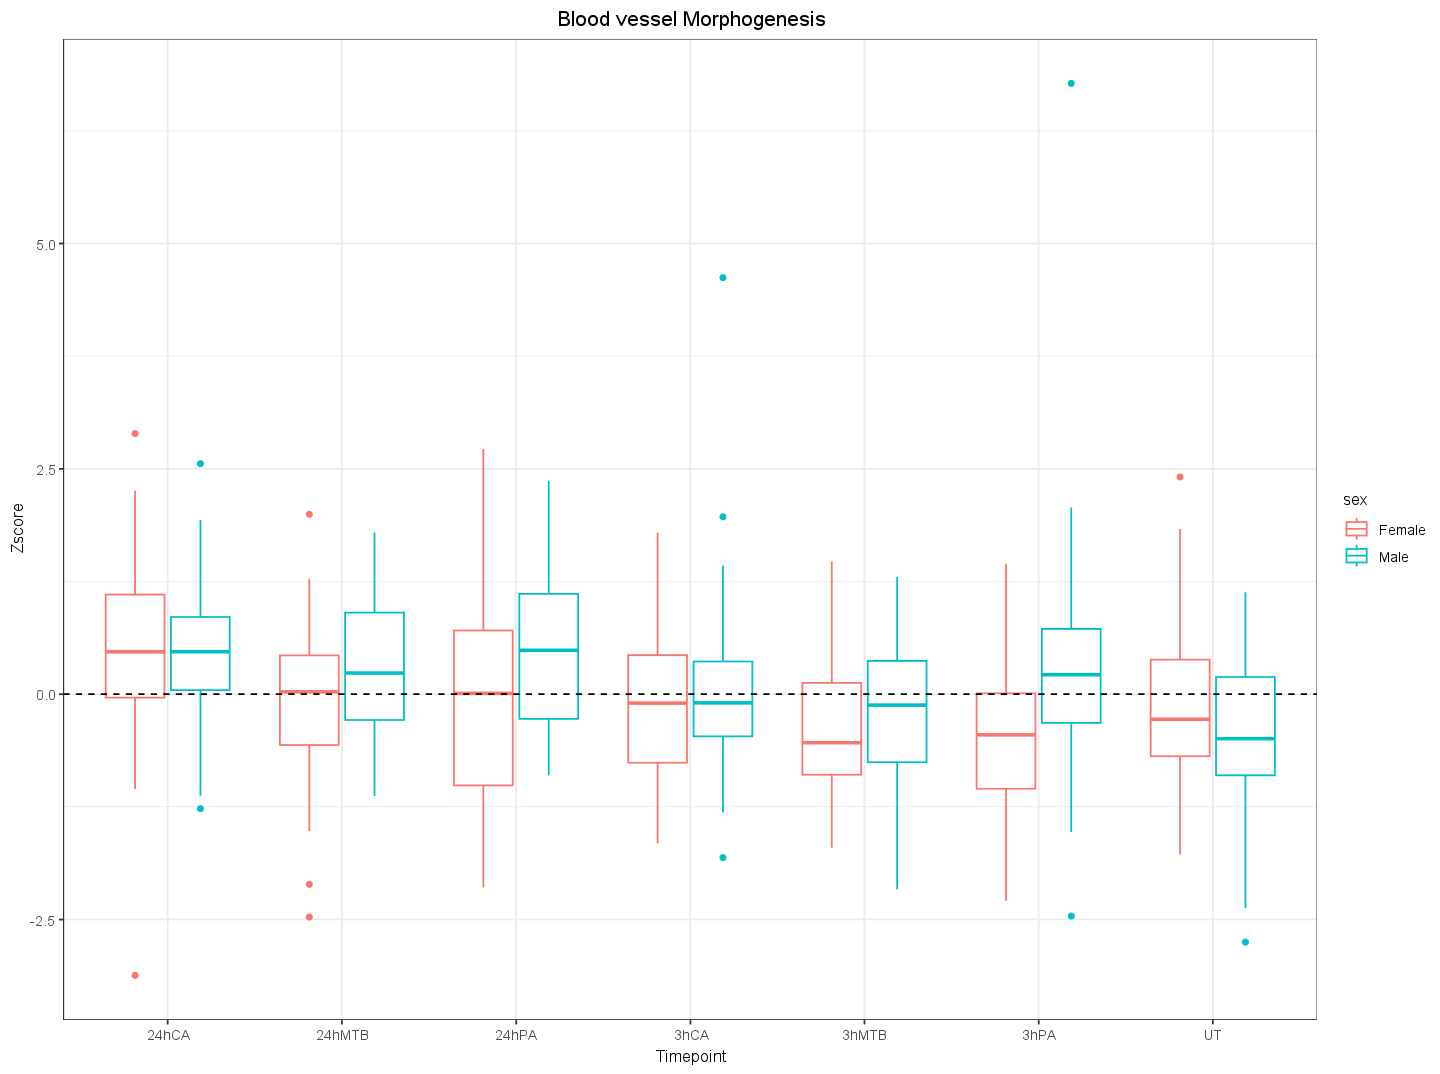 Blood vessel Morphogenesis
5.0
2.5
0.0
-2.5
Zscore
24hCA 24hMTB 24hPA 3hCA 3hMTB 3hPA UT
Timepoint
sex
Female
Male